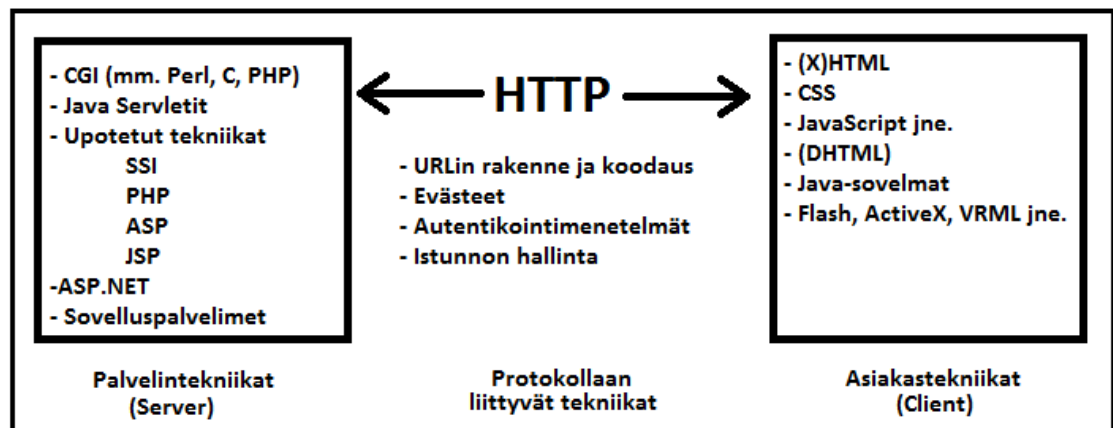 - CGI (mm. Perl, C, PHP)
- Java Servletit
- Upotetut tekniikat
SSI
PHP
ASP
JSP
-ASP.NET
- Sovelluspalvelimet
Palvelintekniikat
(Server)
HTTP
- URLin rakenne ja koodaus
- Evästeet
- Autentikointimenetelmät
- Istunnon hallinta
Protokollaan
liittyvät tekniikat
- (X)HTML
- CSS
- JavaScript jne.
- (DHTML)
- Java-sovelmat
- Flash, ActiveX, VRML jne.
Asiakastekniikat
(Client)